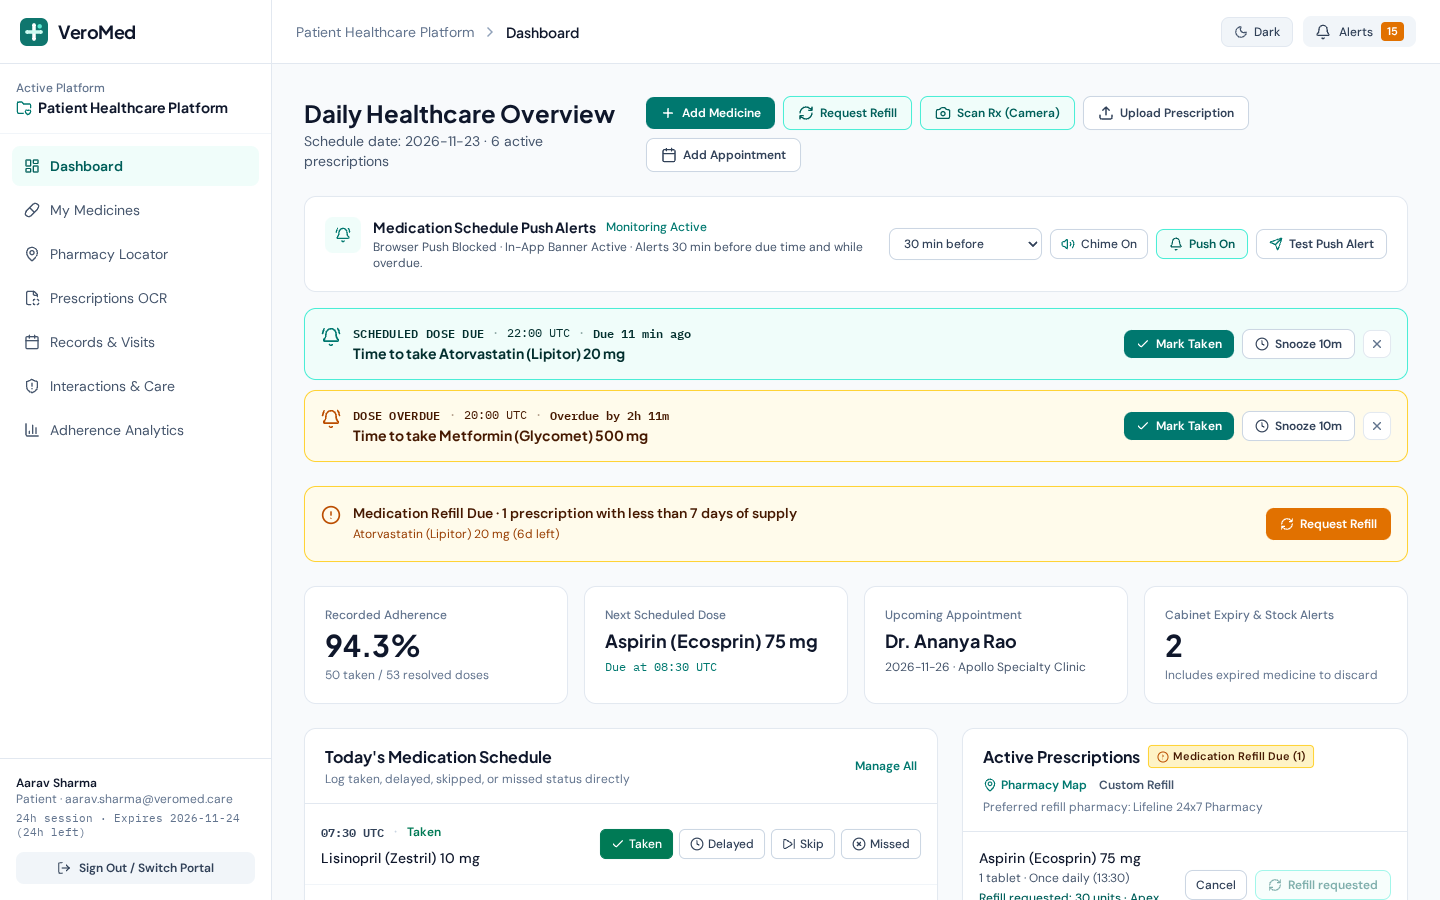 VeroMed
Patient Healthcare Platform
Dashboard
Dark
Alerts 15
Active Platform
Patient Healthcare Platform
Dashboard
My Medicines
Pharmacy Locator
Prescriptions OCR
Records & Visits
Interactions & Care
Adherence Analytics
Aarav Sharma
Patient · aarav.sharma@veromed.care
24h session · Expires 2026-11-24
(24h left)
Sign Out / Switch Portal
Daily Healthcare Overview
Schedule date: 2026-11-23 · 6 active
prescriptions
Add Medicine
Request Refill
Scan Rx (Camera)
Upload Prescription
Add Appointment
Medication Schedule Push Alerts Monitoring Active
Browser Push Blocked · In-App Banner Active · Alerts 30 min before due time and while
overdue.
30 min before
Chime On
Push On
Test Push Alert
SCHEDULED DOSE DUE · 22:00 UTC · Due 11 min ago
Time to take Atorvastatin (Lipitor) 20 mg
Mark Taken
Snooze 10m
DOSE OVERDUE · 20:00 UTC · Overdue by 2h 11m
Time to take Metformin (Glycomet) 500 mg
Mark Taken
Snooze 10m
Medication Refill Due · 1 prescription with less than 7 days of supply
Atorvastatin (Lipitor) 20 mg (6d left)
Request Refill
Recorded Adherence
94.3%
50 taken / 53 resolved doses
Next Scheduled Dose
Aspirin (Ecosprin) 75 mg
Due at 08:30 UTC
Upcoming Appointment
Dr. Ananya Rao
2026-11-26 · Apollo Specialty Clinic
Cabinet Expiry & Stock Alerts
2
Includes expired medicine to discard
Today's Medication Schedule
Log taken, delayed, skipped, or missed status directly
Manage All
07:30 UTC · Taken
Lisinopril (Zestril) 10 mg
Taken
Delayed
Skip
Missed
Active Prescriptions
Medication Refill Due (1)
Pharmacy Map
Custom Refill
Preferred refill pharmacy: Lifeline 24x7 Pharmacy
Aspirin (Ecosprin) 75 mg
1 tablet · Once daily (13:30)
Refill requested: 30 units · Apex
Cancel
Refill requested